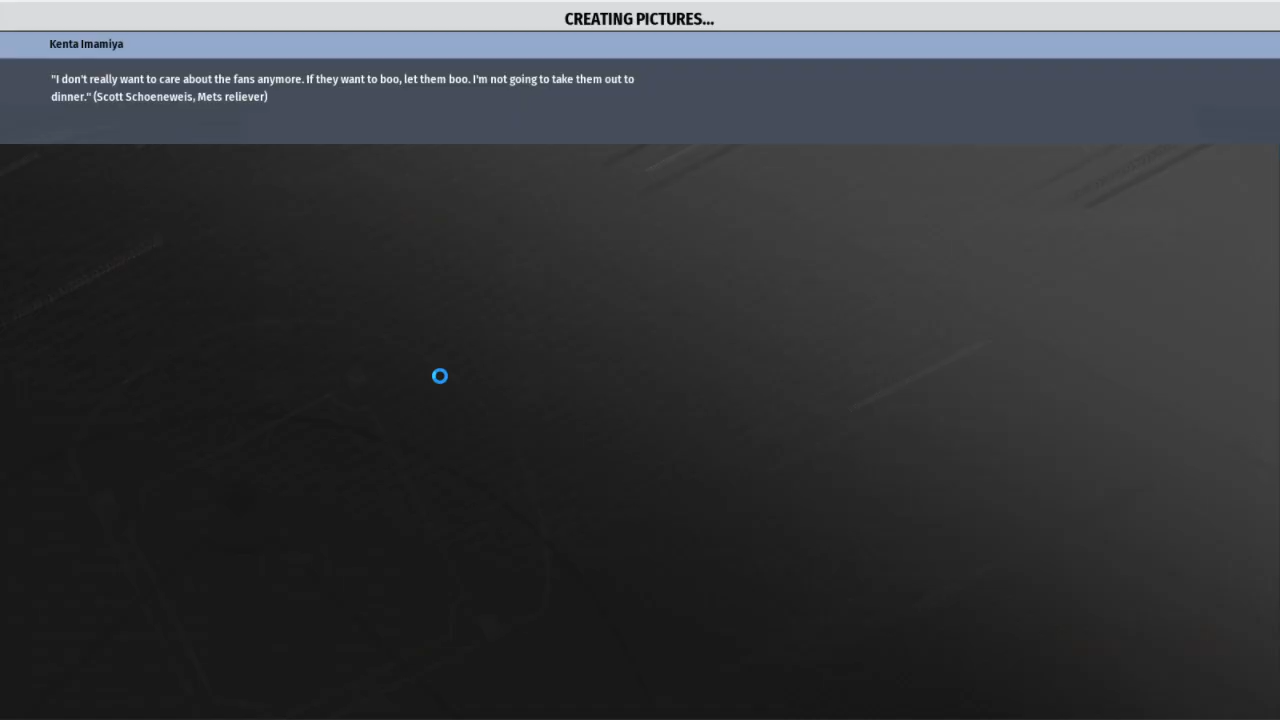 CREATING PICTURES...
Kenta Imamiya
"I don't really want to care about the fans anymore. If they want to boo, let them boo. I'm not going to take them out to
dinner." (Scott Schoeneweis, Mets reliever)